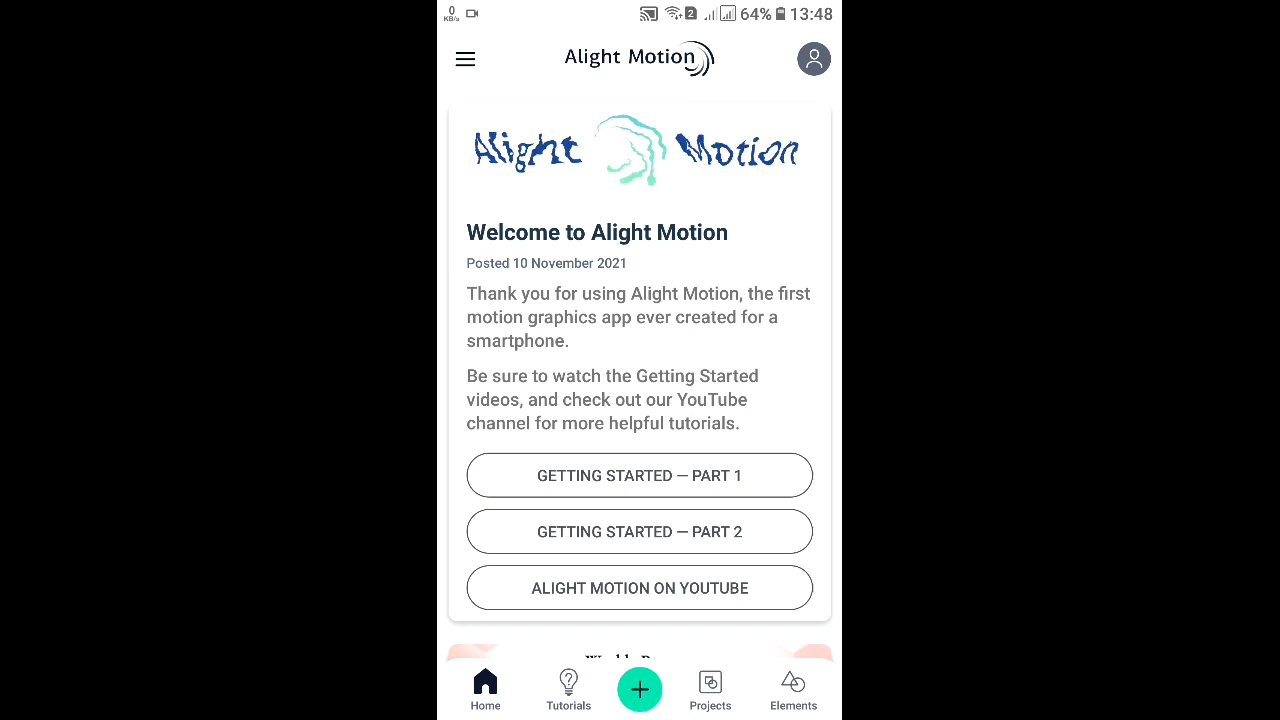 0
KB/s
2
64%
13:48
Alight Motion
Alight Motion
Welcome to Alight Motion
Posted 10 November 2021
Thank you for using Alight Motion, the first
motion graphics app ever created for a
smartphone.
Be sure to watch the Getting Started
videos, and check out our YouTube
channel for more helpful tutorials.
GETTING STARTED — PART 1
GETTING STARTED — PART 2
ALIGHT MOTION ON YOUTUBE
Home
Tutorials
Projects
Elements